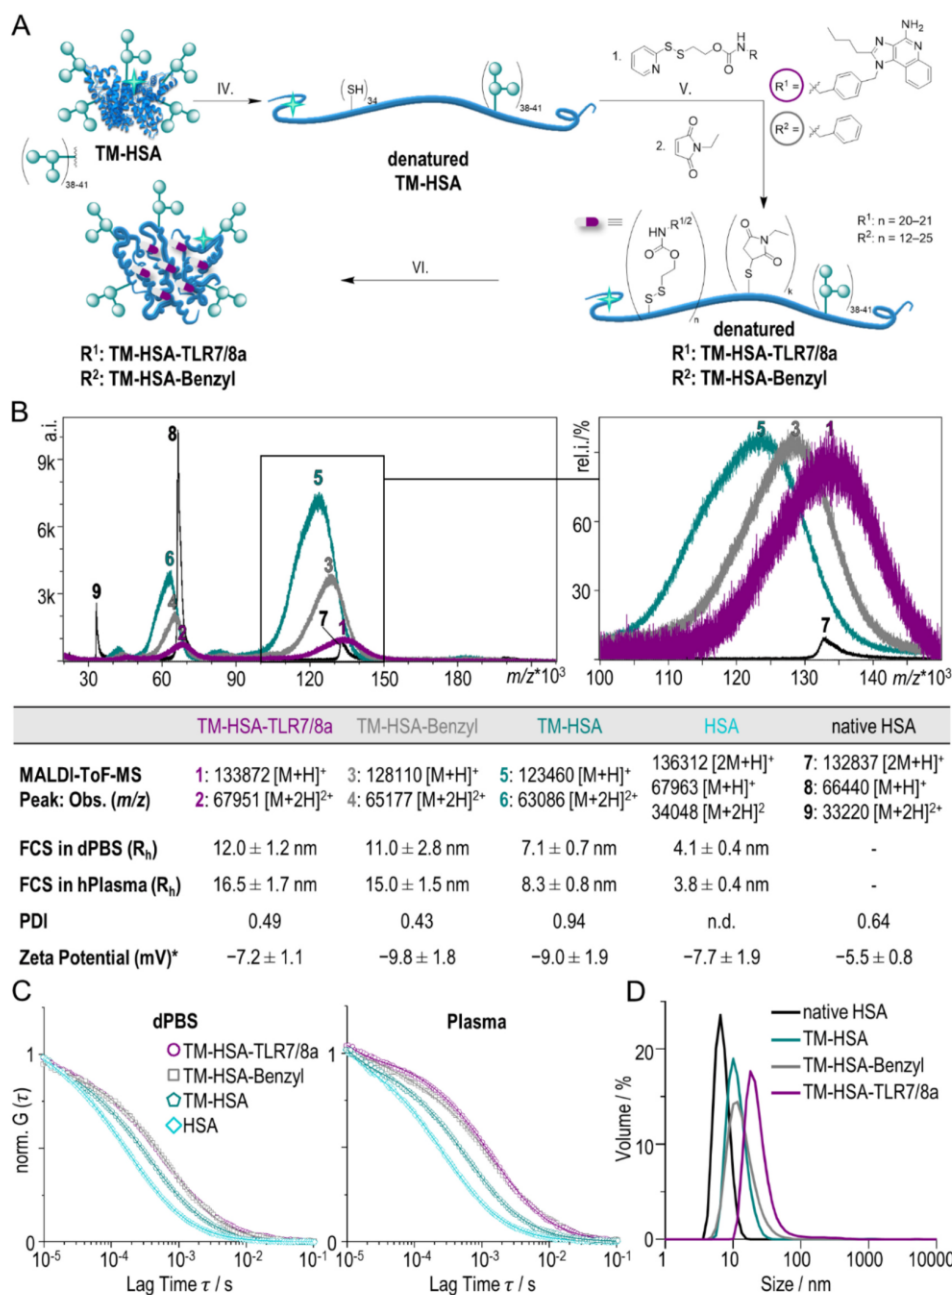 A
TM-HSA
38-41
IV.
(SH)34
38-41
denatured
TM-HSA
1.
N
S
S
O
O
H
N
R
V.
2.
O
N
O
NH2
N
N
N
R1 =
R2 =
VI.
R1: TM-HSA-TLR7/8a
R2: TM-HSA-Benzyl
≡
HN-R1/2
O
O
S
S
n
O
N
O
S
k
38-41
R1: n = 20–21
R2: n = 12–25
denatured
R1: TM-HSA-TLR7/8a
R2: TM-HSA-Benzyl
B
a.i.
9k
6k
3k
9
8
6
4
2
5
3
7
1
30 60 90 120 150 m/z*10³
rel.i./%
90
60
30
5
3
1
7
100 110 120 130 140 m/z*10³
TM-HSA-TLR7/8a TM-HSA-Benzyl TM-HSA HSA native HSA
MALDI-ToF-MS
Peak: Obs. (m/z)
1: 133872 [M+H]+
2: 67951 [M+2H]2+
3: 128110 [M+H]+
4: 65177 [M+2H]2+
5: 123460 [M+H]+
6: 63086 [M+2H]2+
136312 [2M+H]+
67963 [M+H]+
34048 [M+2H]2
7: 132837 [2M+H]+
8: 66440 [M+H]+
9: 33220 [M+2H]2+
FCS in dPBS (Rh) 12.0 ± 1.2 nm 11.0 ± 2.8 nm 7.1 ± 0.7 nm 4.1 ± 0.4 nm -
FCS in hPlasma (Rh) 16.5 ± 1.7 nm 15.0 ± 1.5 nm 8.3 ± 0.8 nm 3.8 ± 0.4 nm -
PDI 0.49 0.43 0.94 n.d. 0.64
Zeta Potential (mV)* −7.2 ± 1.1 −9.8 ± 1.8 −9.0 ± 1.9 −7.7 ± 1.9 −5.5 ± 0.8
C
dPBS
TM-HSA-TLR7/8a
TM-HSA-Benzyl
TM-HSA
HSA
norm. G (τ)
1
0
10-5 10-4 10-3 10-2 10-1
Lag Time τ / s
Plasma
1
0
10-5 10-4 10-3 10-2 10-1
Lag Time τ / s
D
native HSA
TM-HSA
TM-HSA-Benzyl
TM-HSA-TLR7/8a
Volume / %
20
10
0
1 10 100 1000 10000
Size / nm